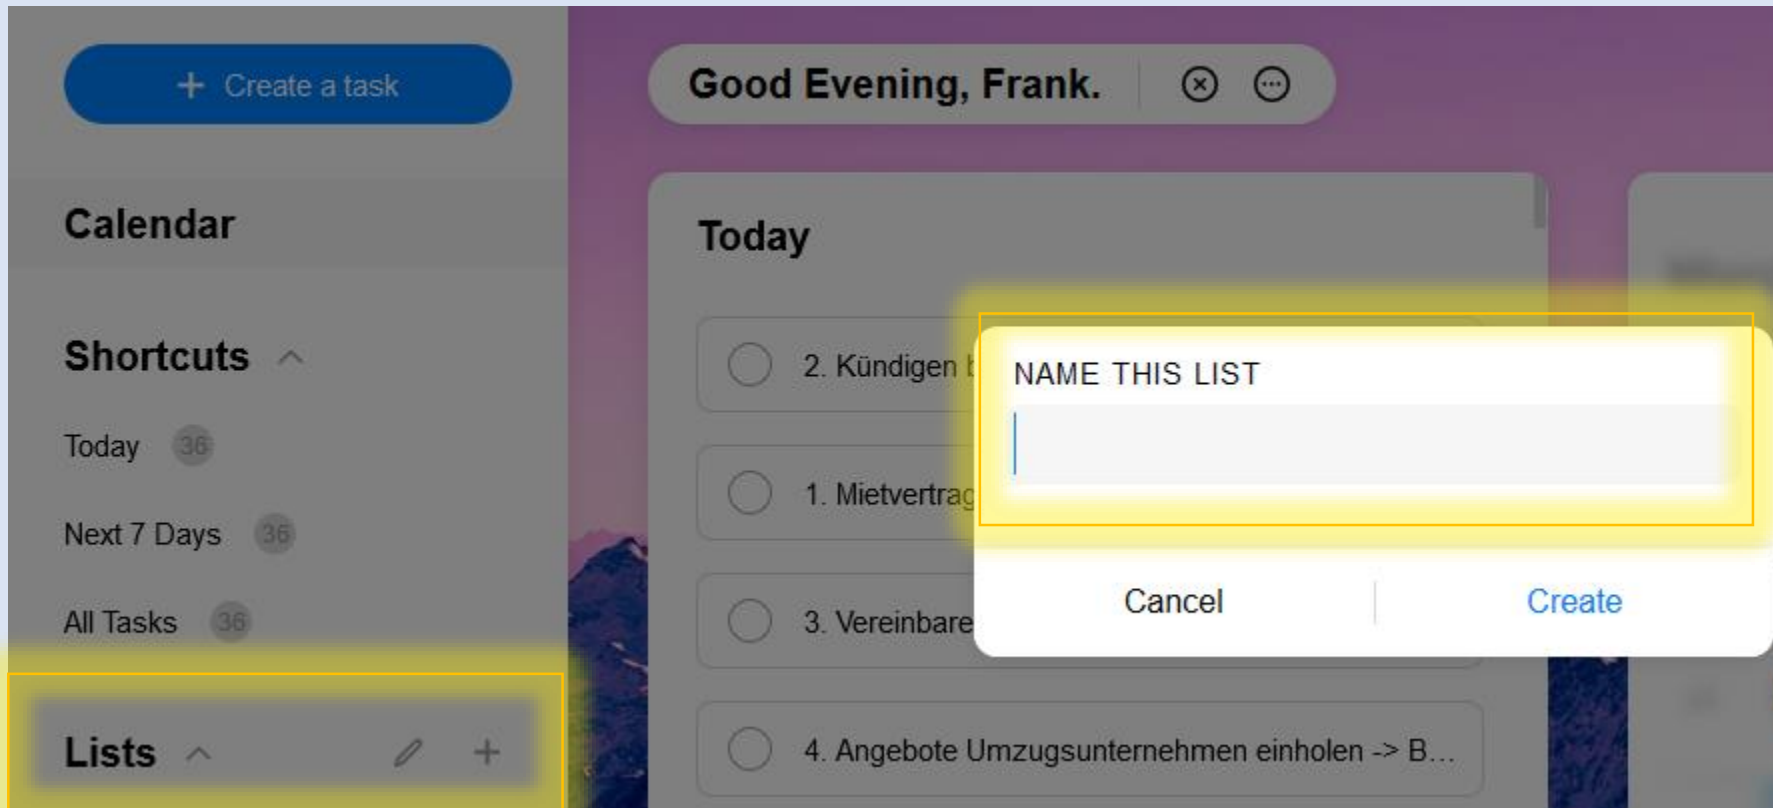 + Create a task
Calendar
Shortcuts
Today 36
Next 7 Days 36
All Tasks 36
Lists
Good Evening, Frank.
Today
2. Kündigen
1. Mietvertrag
3. Vereinbare
4. Angebote Umzugsunternehmen einholen -> B...
NAME THIS LIST
Cancel
Create